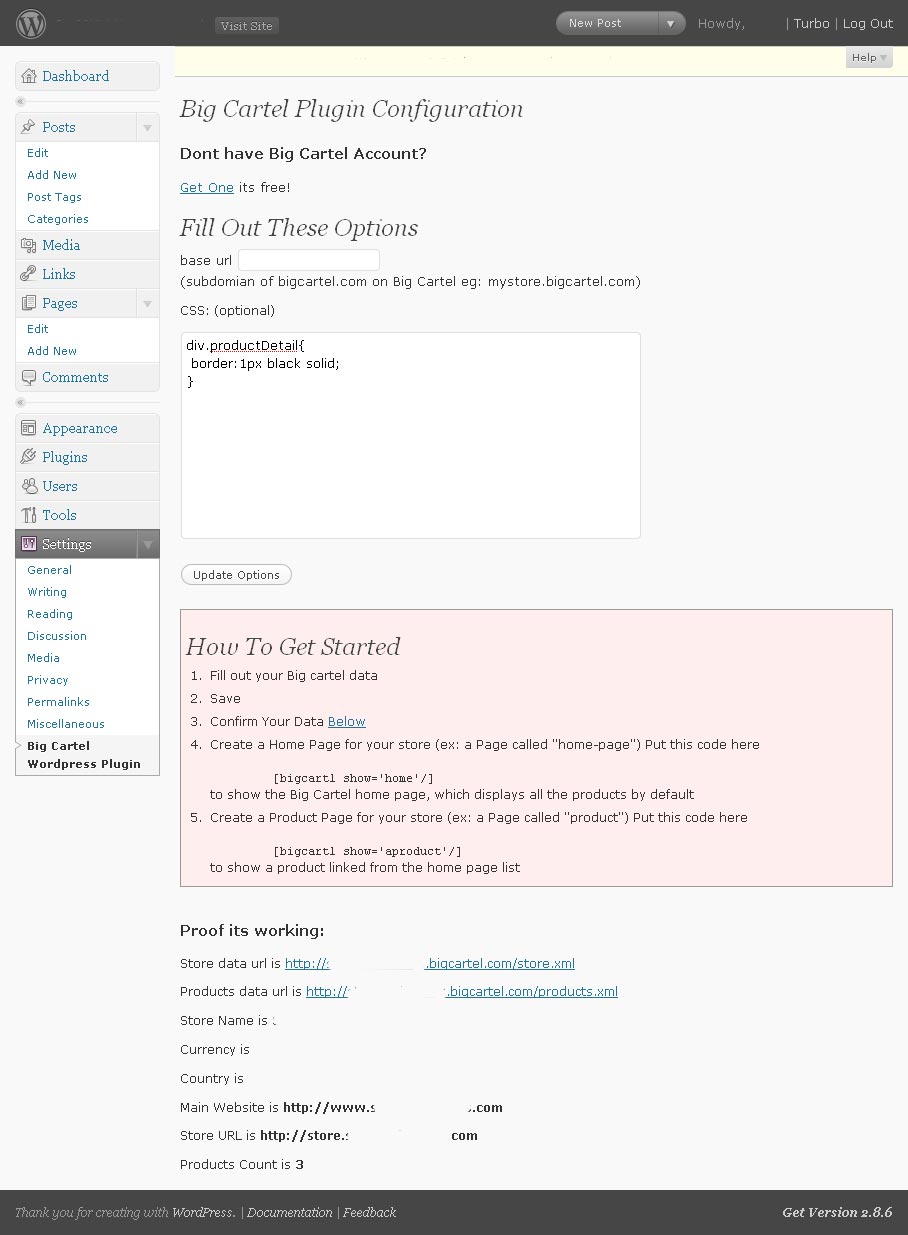 Visit Site
New Post
Howdy,
| Turbo | Log Out
Help
Dashboard
Posts
Edit
Add New
Post Tags
Categories
Media
Links
Pages
Edit
Add New
Comments
Appearance
Plugins
Users
Tools
Settings
General
Writing
Reading
Discussion
Media
Privacy
Permalinks
Miscellaneous
Big Cartel
Wordpress Plugin
Big Cartel Plugin Configuration
Dont have Big Cartel Account?
Get One its free!
Fill Out These Options
base url
(subdomian of bigcartel.com on Big Cartel eg: mystore.bigcartel.com)
CSS: (optional)
div.productDetail{
border:1px black solid;
}
Update Options
How To Get Started
1. Fill out your Big cartel data
2. Save
3. Confirm Your Data Below
4. Create a Home Page for your store (ex: a Page called "home-page") Put this code here
[bigcartl show='home'/]
to show the Big Cartel home page, which displays all the products by default
5. Create a Product Page for your store (ex: a Page called "product") Put this code here
[bigcartl show='aproduct'/]
to show a product linked from the home page list
Proof its working:
Store data url is http:// .bigcartel.com/store.xml
Products data url is http:// .bigcartel.com/products.xml
Store Name is
Currency is
Country is
Main Website is http://www.s .com
Store URL is http://store. com
Products Count is 3
Thank you for creating with WordPress. | Documentation | Feedback
Get Version 2.8.6